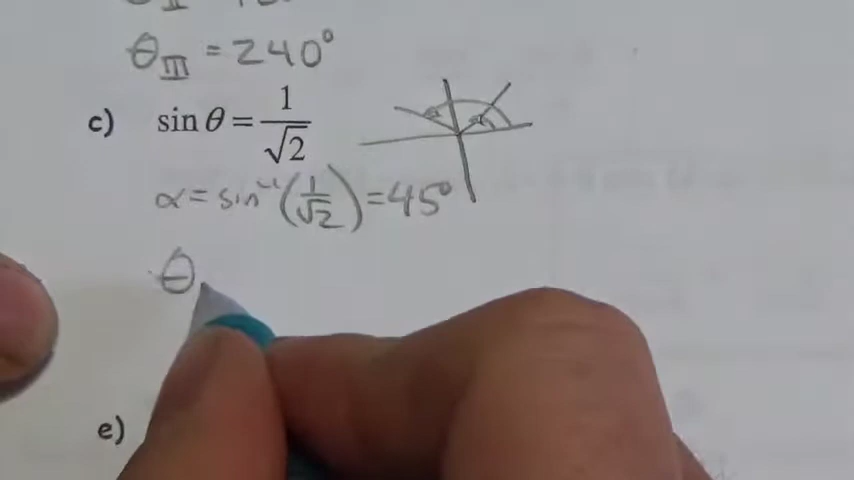 θ_III = 240°
c) sin θ = 1/√2
α = sin⁻¹(1/√2) = 45°
θ
e)